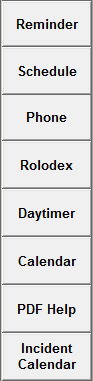 Reminder
Schedule
Phone
Rolodex
Daytimer
Calendar
PDF Help
Incident
Calendar